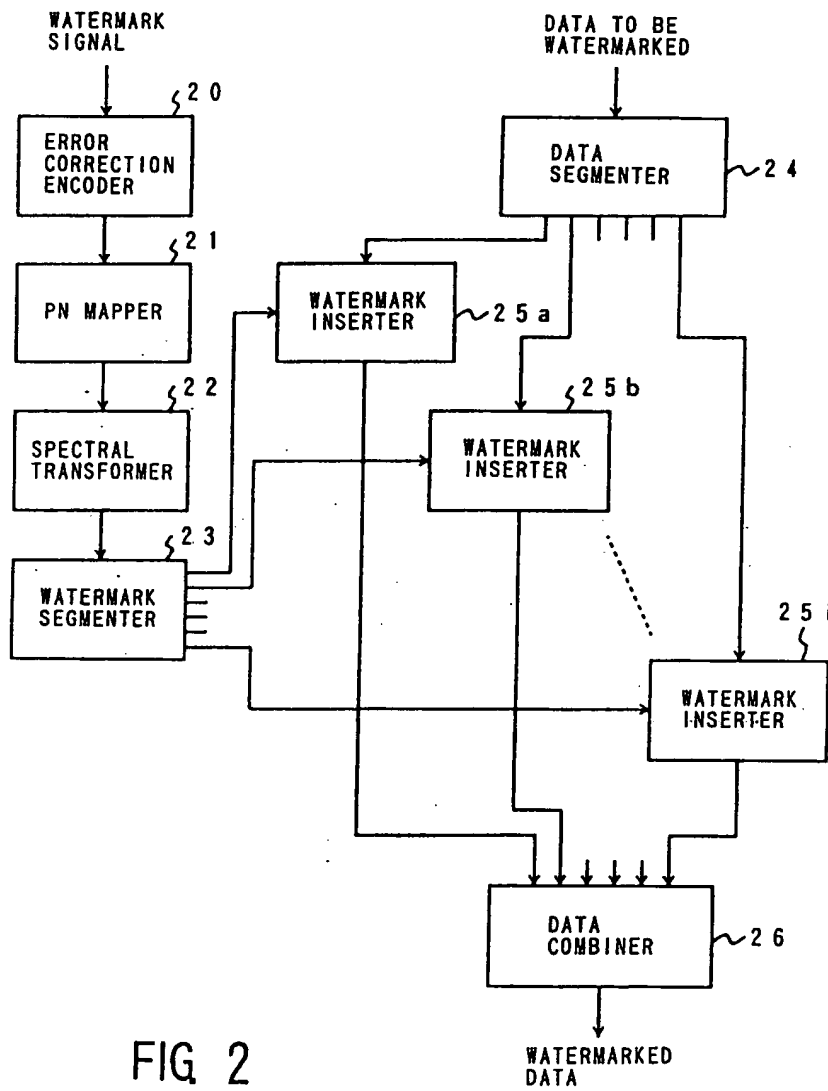 WATERMARK
SIGNAL
DATA TO BE
WATERMARKED
20
ERROR
CORRECTION
ENCODER
DATA
SEGMENTER
24
21
PN MAPPER
WATERMARK
INSERTER
25a
22
SPECTRAL
TRANSFORMER
25b
WATERMARK
INSERTER
23
WATERMARK
SEGMENTER
25
WATERMARK
INSERTER
DATA
COMBINER
26
WATERMARKED
DATA
FIG. 2